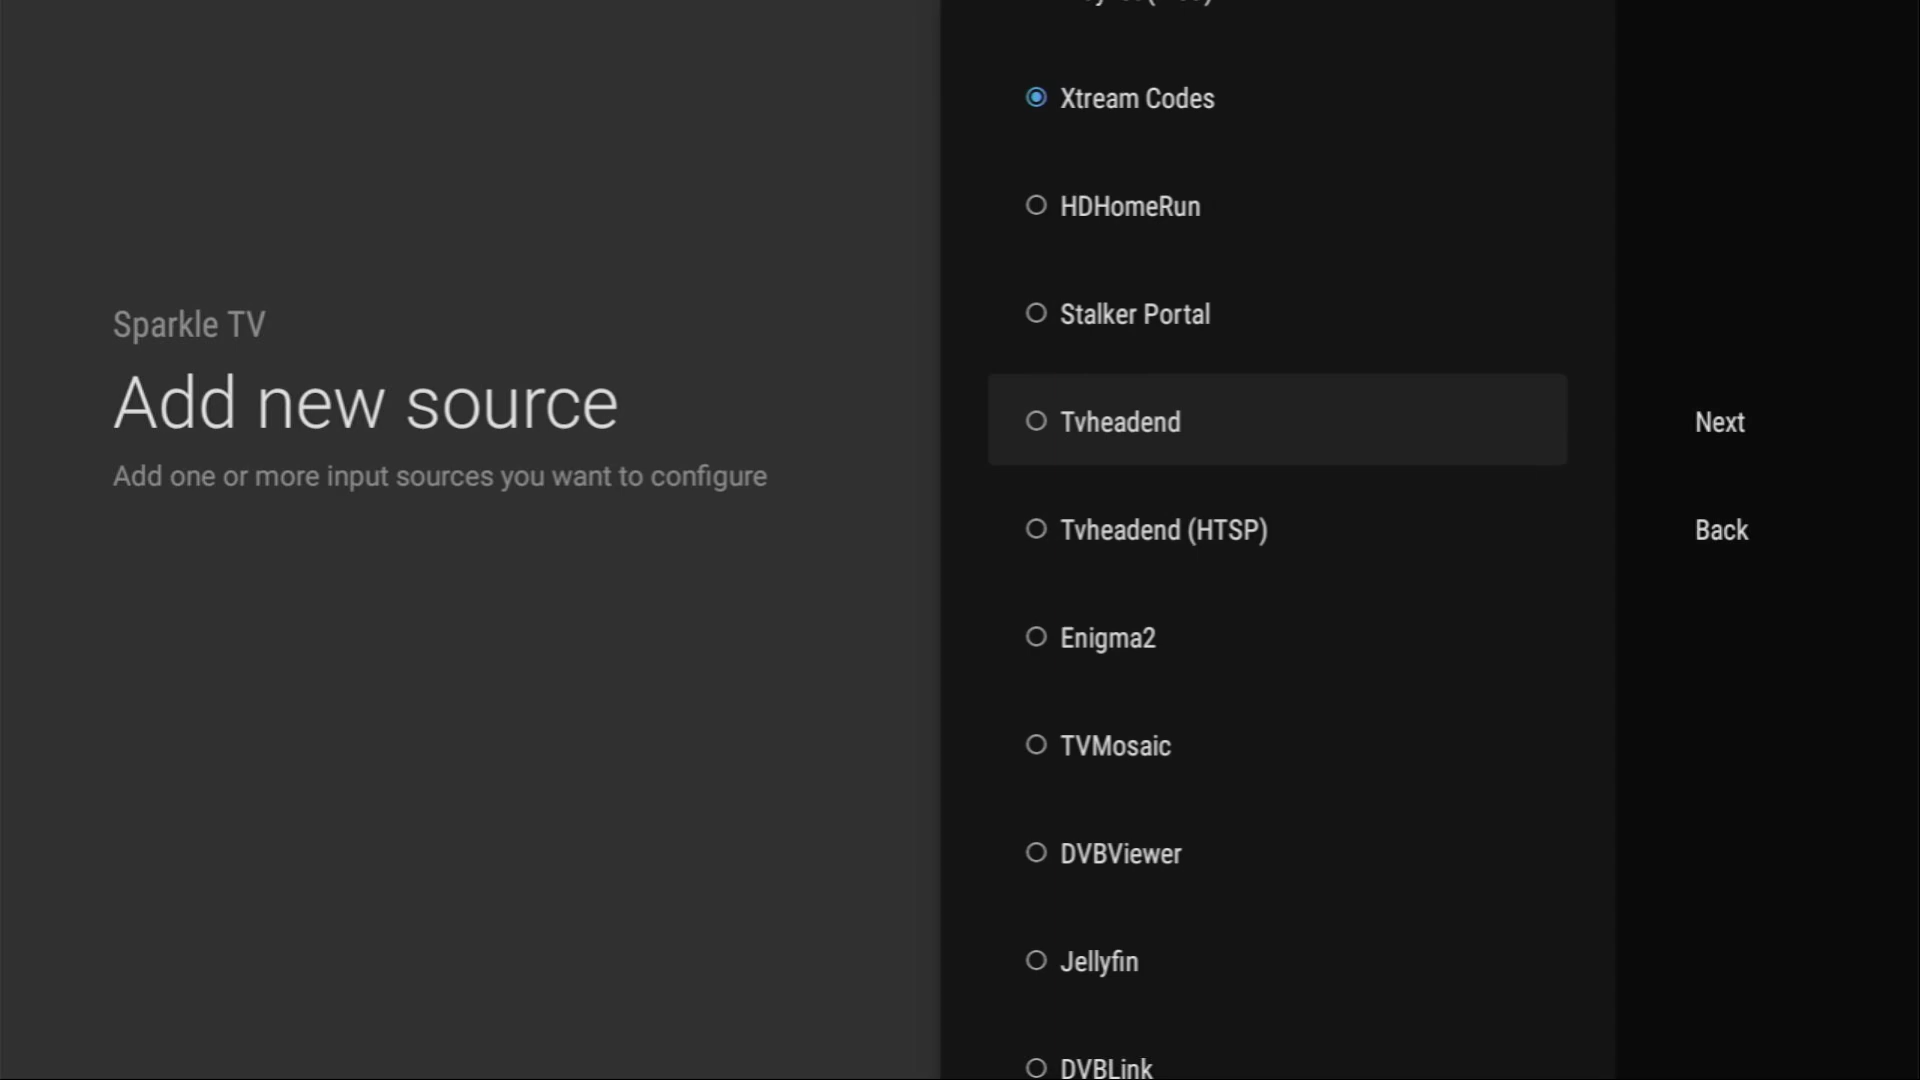 Sparkle TV
Add new source
Add one or more input sources you want to configure
Xtream Codes
HDHomeRun
Stalker Portal
Tvheadend
Tvheadend (HTSP)
Enigma2
TVMosaic
DVBViewer
Jellyfin
DVBLink
Next
Back